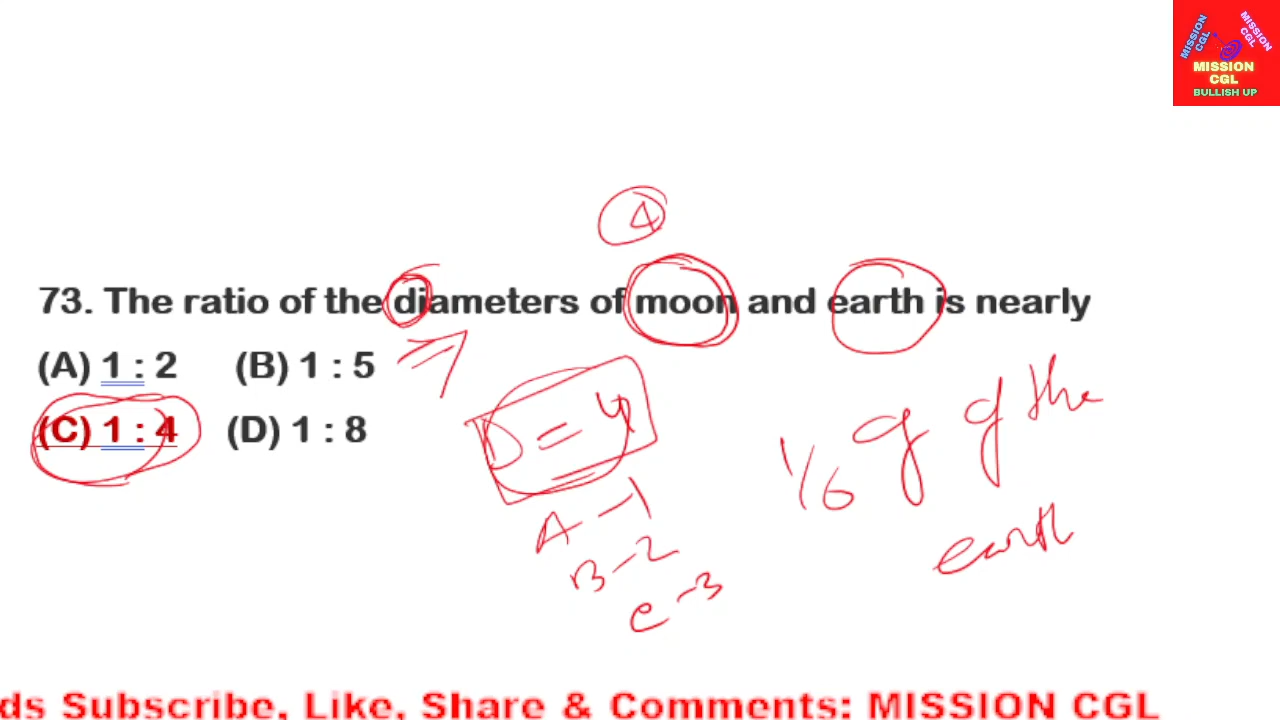 MISSION
CGL
MISSION
CGL
MISSION
CGL
BULLISH UP
4
73. The ratio of the diameters of moon and earth is nearly
(A) 1 : 2 (B) 1 : 5
(C) 1 : 4 (D) 1 : 8
D = 4
A - 1
B - 2
C - 3
1/6 g of the
earth
ds Subscribe, Like, Share & Comments: MISSION CGL